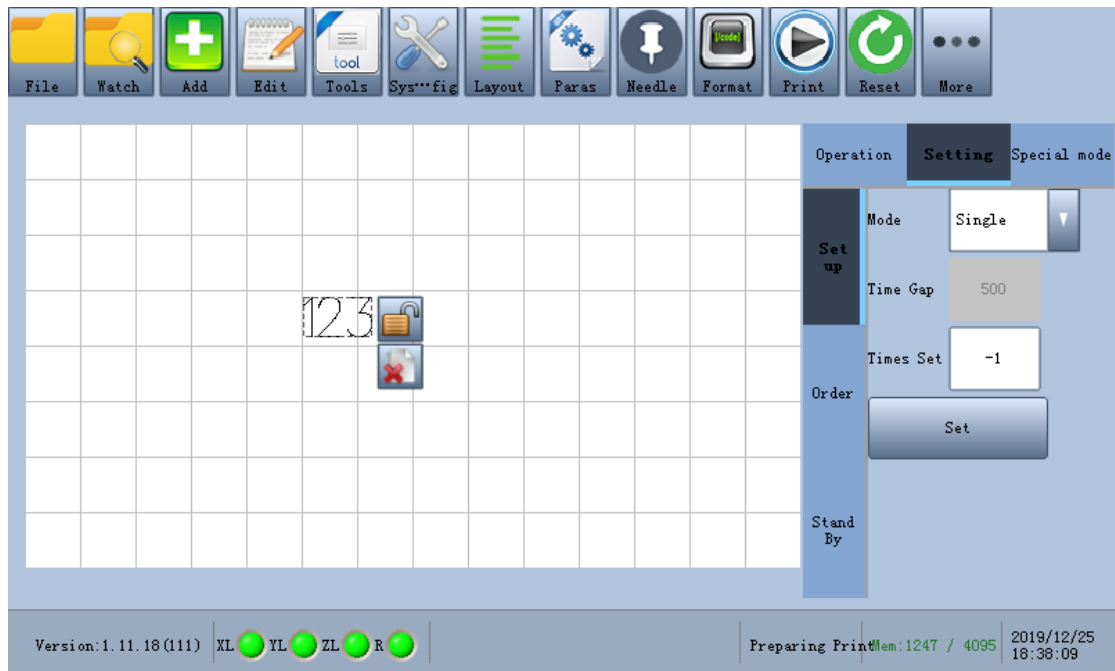 tool
[/code]
File Watch Add Edit Tools Sys···fig Layout Paras Needle Format Print Reset More
Operation Setting Special mode
Set up
Mode Single
Time Gap 500
Times Set -1
Set
Order
Stand By
123
Version:1.11.18(111) XL YL ZL R Preparing Print Mem:1247 / 4095 2019/12/25
18:38:09